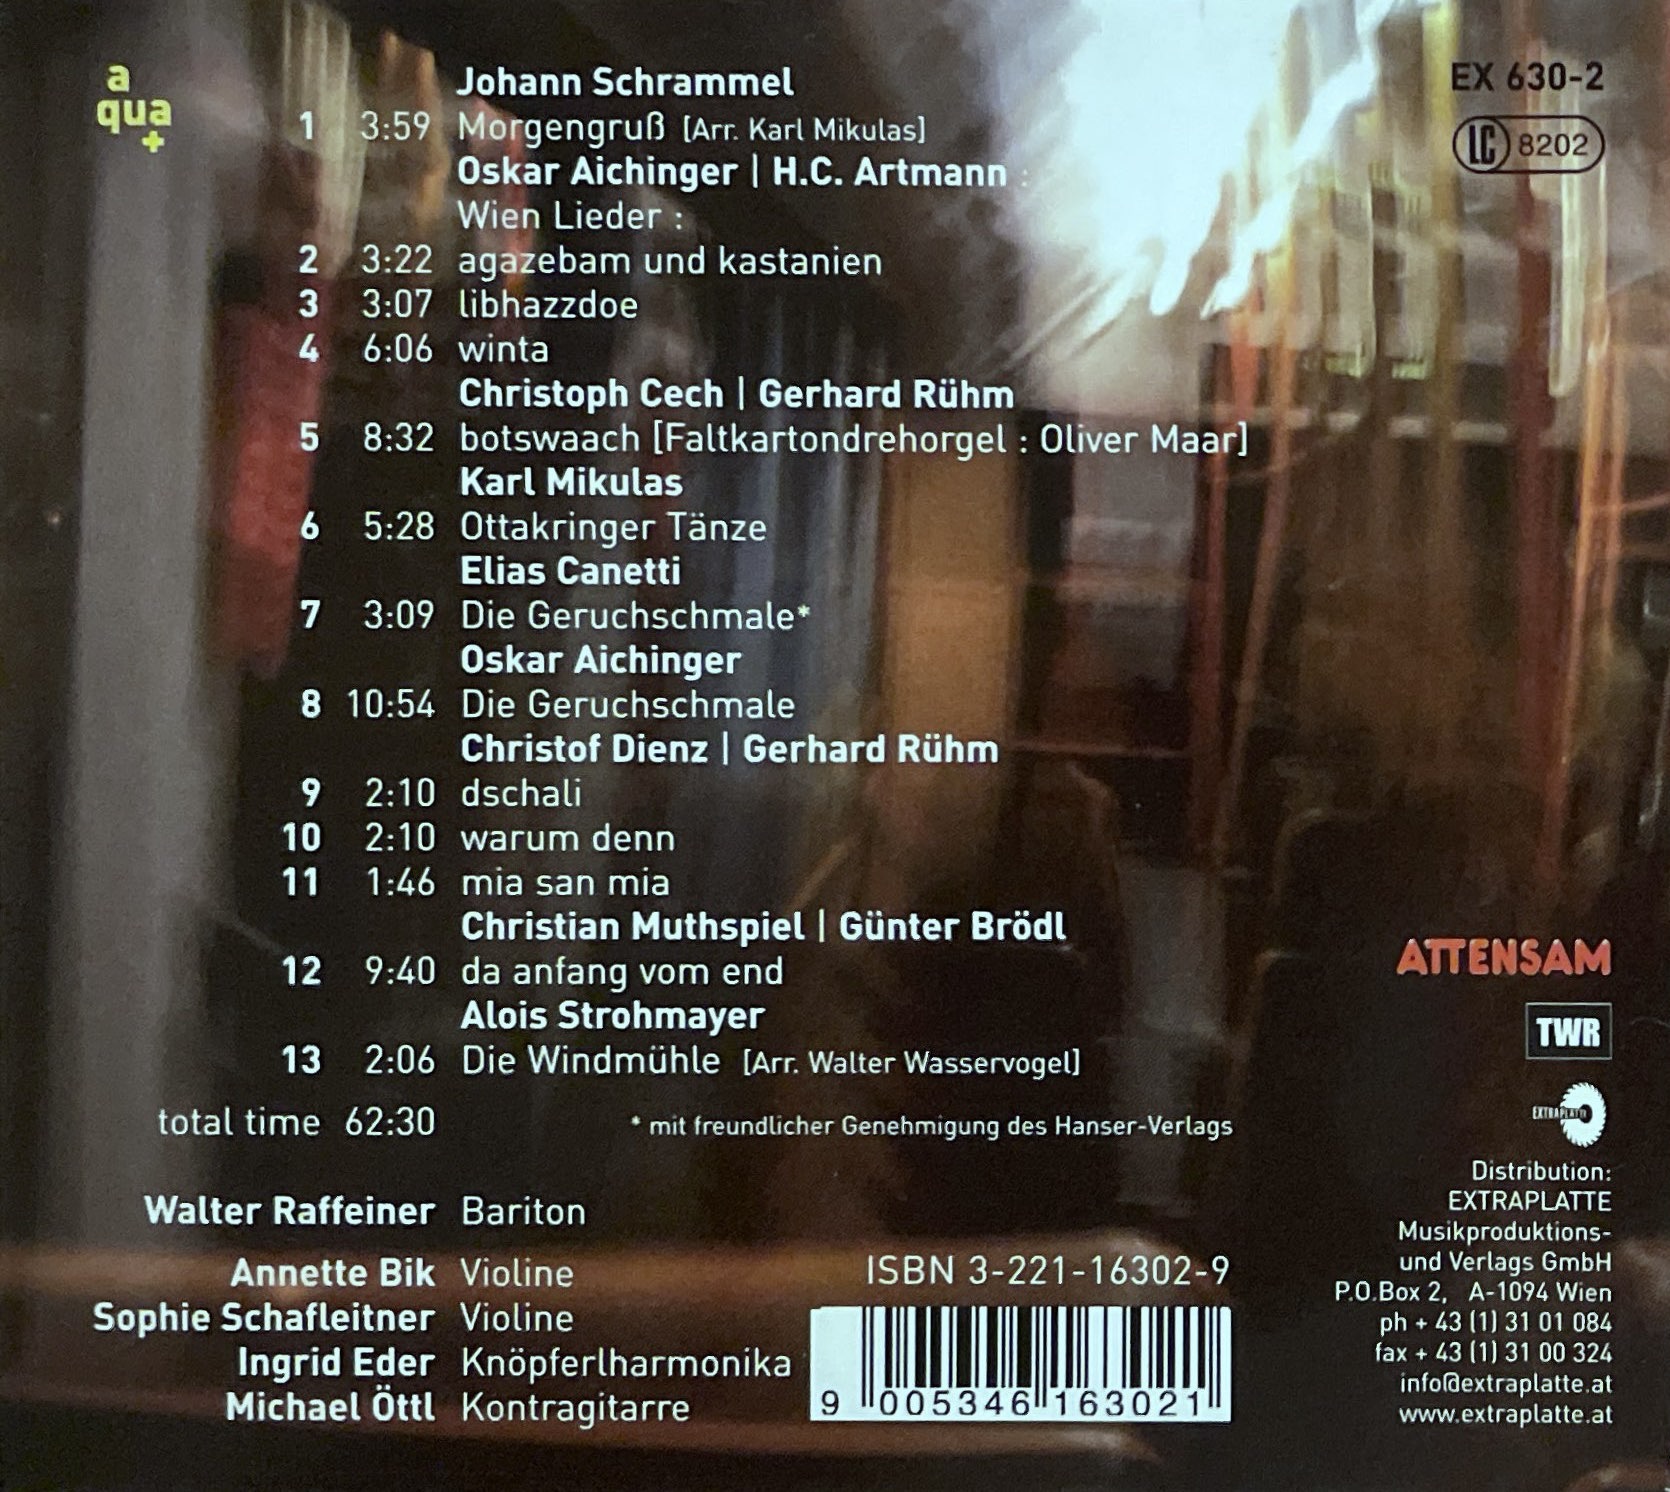 a
qua
+
EX 630-2
LC 8202
Johann Schrammel
1 3:59 Morgengruß [Arr. Karl Mikulas]
Oskar Aichinger | H.C. Artmann :
Wien Lieder :
2 3:22 agazebam und kastanien
3 3:07 libhazzdoe
4 6:06 winta
Christoph Cech | Gerhard Rühm
5 8:32 botswaach [Faltkartondrehorgel : Oliver Maar]
Karl Mikulas
6 5:28 Ottakringer Tänze
Elias Canetti
7 3:09 Die Geruchschmale*
Oskar Aichinger
8 10:54 Die Geruchschmale
Christof Dienz | Gerhard Rühm
9 2:10 dschali
10 2:10 warum denn
11 1:46 mia san mia
Christian Muthspiel | Günter Brödl
12 9:40 da anfang vom end
Alois Strohmayer
13 2:06 Die Windmühle [Arr. Walter Wasservogel]
total time 62:30
* mit freundlicher Genehmigung des Hanser-Verlags
Walter Raffeiner Bariton
Annette Bik Violine
Sophie Schafleitner Violine
Ingrid Eder Knöpferlharmonika
Michael Öttl Kontragitarre
ISBN 3-221-16302-9
9 005346 163021
ATTENSAM
TWR
EXTRAPLATTE
Distribution:
EXTRAPLATTE
Musikproduktions-
und Verlags GmbH
P.O.Box 2, A-1094 Wien
ph + 43 (1) 31 01 084
fax + 43 (1) 31 00 324
info@extraplatte.at
www.extraplatte.at